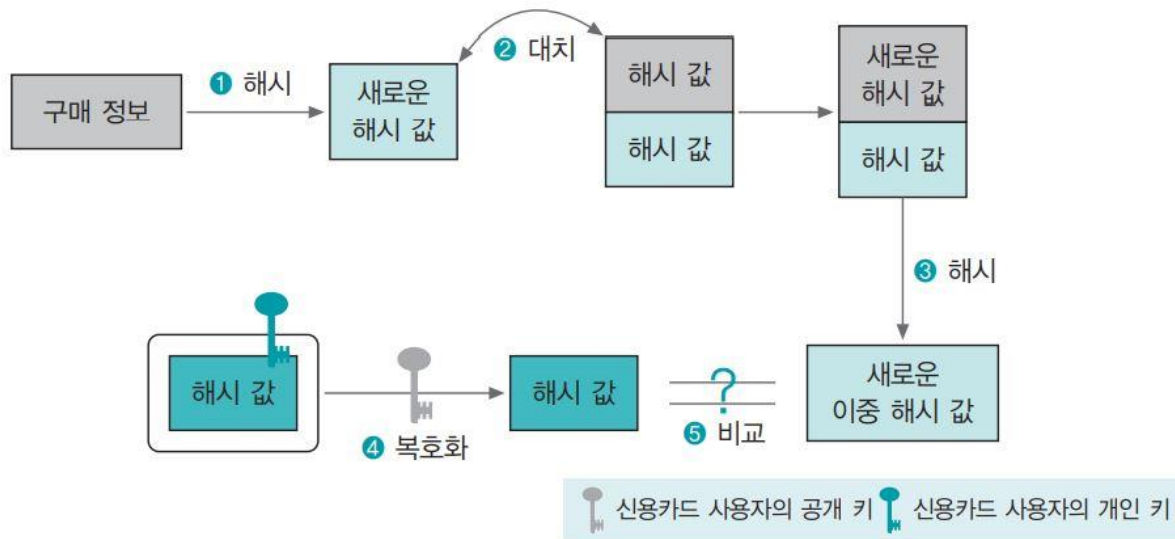 ❷ 대치
❶ 해시
구매 정보
새로운
해시 값
해시 값
해시 값
새로운
해시 값
해시 값
❸ 해시
해시 값
❹ 복호화
해시 값
?
❺ 비교
새로운
이중 해시 값
신용카드 사용자의 공개 키
신용카드 사용자의 개인 키